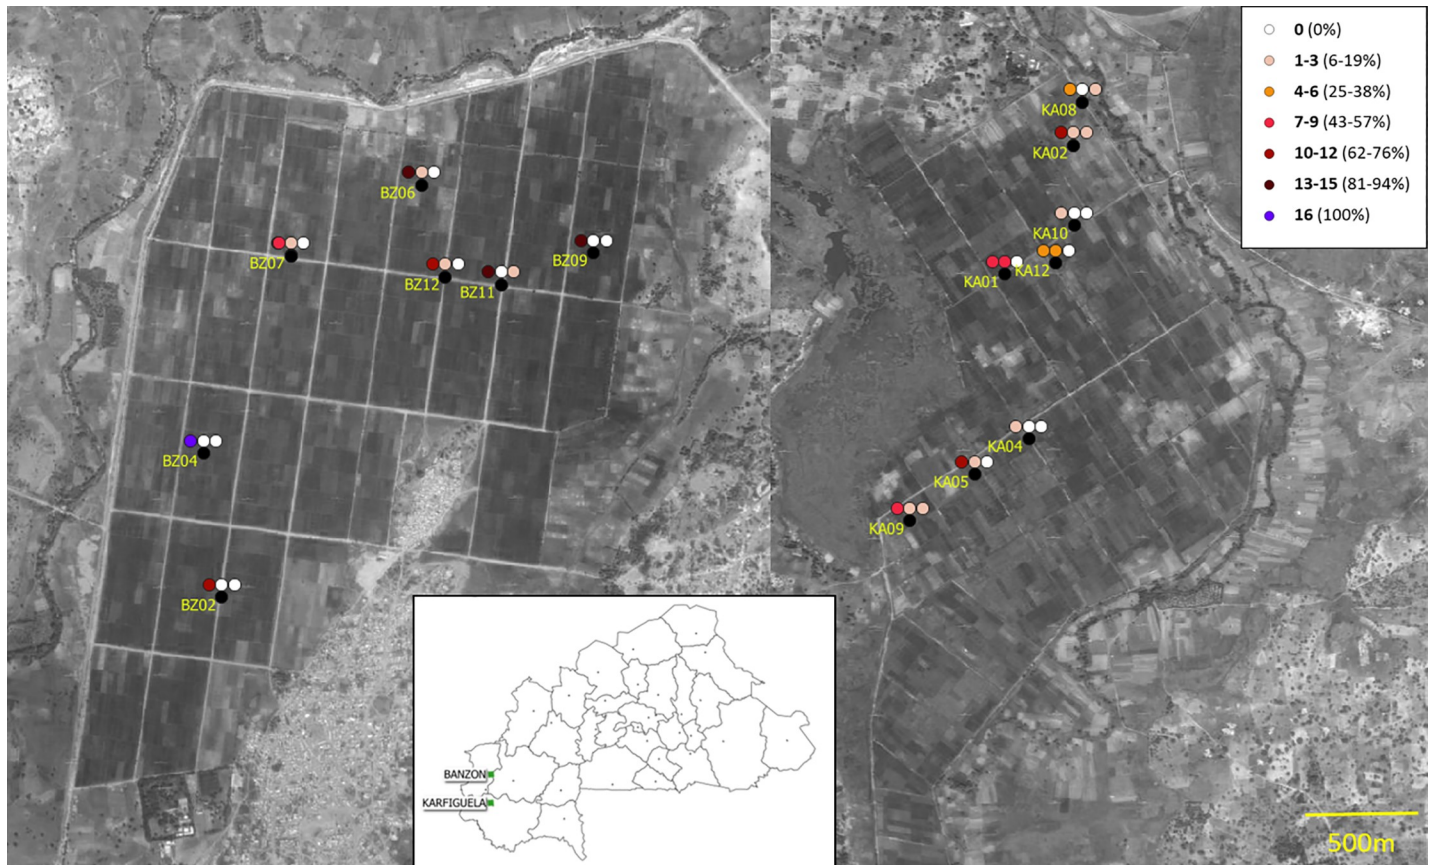 0 (0%)
1-3 (6-19%)
4-6 (25-38%)
7-9 (43-57%)
10-12 (62-76%)
13-15 (81-94%)
16 (100%)
KA08
KA02
BZ06
KA10
BZ07
BZ09
BZ12
BZ11
KA01
KA12
KA04
BZ04
KA05
KA09
BZ02
BANZON
KARFIGUELA
500m